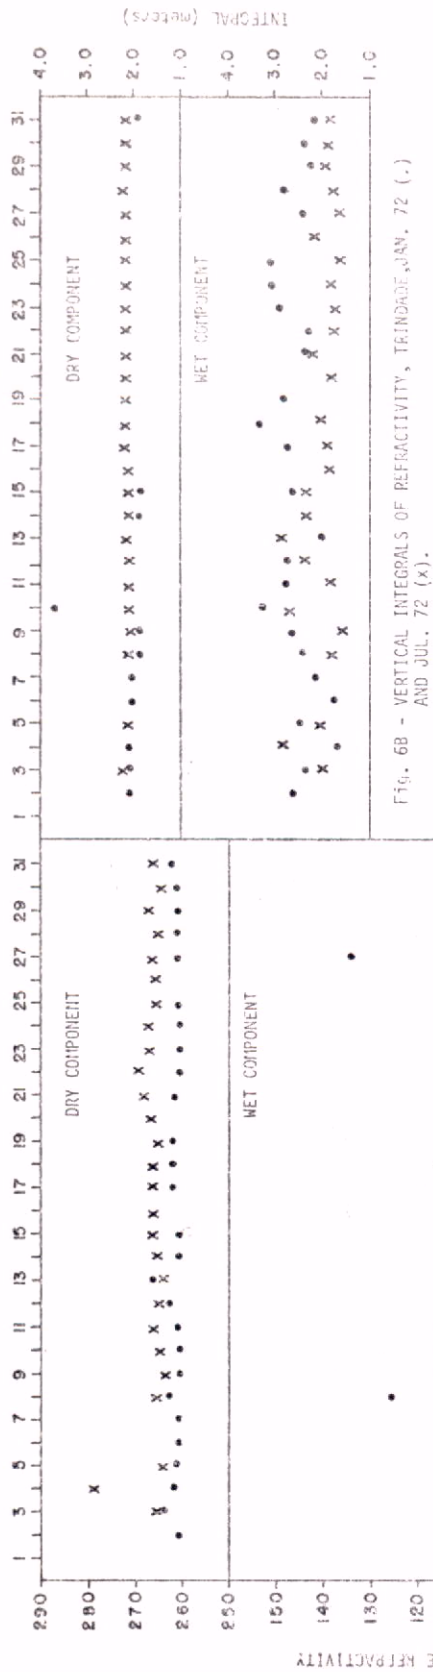 1 3 5 7 9 11 13 15 17 19 21 23 25 27 29 31
290
280
270
260
250
140
130
120
DRY COMPONENT
WET COMPONENT
E REFRACTIVITY
1 3 5 7 9 11 13 15 17 19 21 23 25 27 29 31
4.0
3.0
2.0
1.0
3.0
2.0
1.0
DRY COMPONENT
WET COMPONENT
INTEGRAL (meters)
Fig. 6B - VERTICAL INTEGRALS OF REFRACTIVITY, TRINDADE,JAN. 72 (.)
AND JUL. 72 (x).